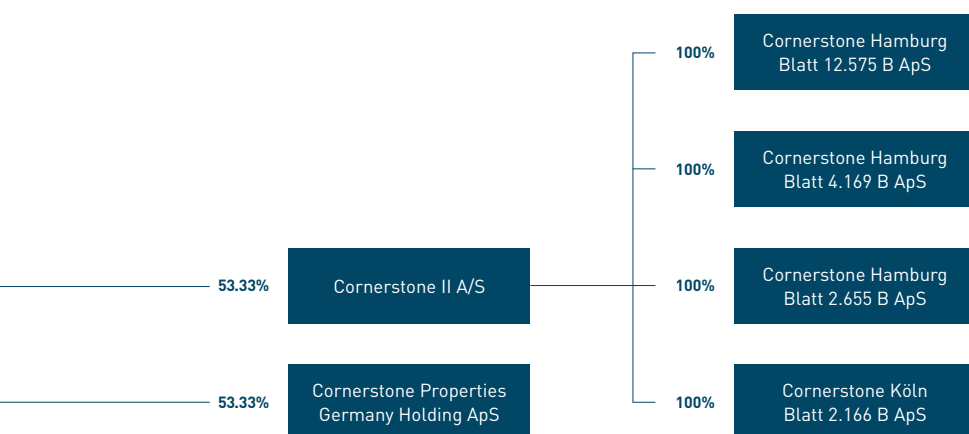 100%
Cornerstone Hamburg
Blatt 12.575 B ApS
100%
Cornerstone Hamburg
Blatt 4.169 B ApS
53.33%
Cornerstone II A/S
100%
Cornerstone Hamburg
Blatt 2.655 B ApS
53.33%
Cornerstone Properties
Germany Holding ApS
100%
Cornerstone Köln
Blatt 2.166 B ApS